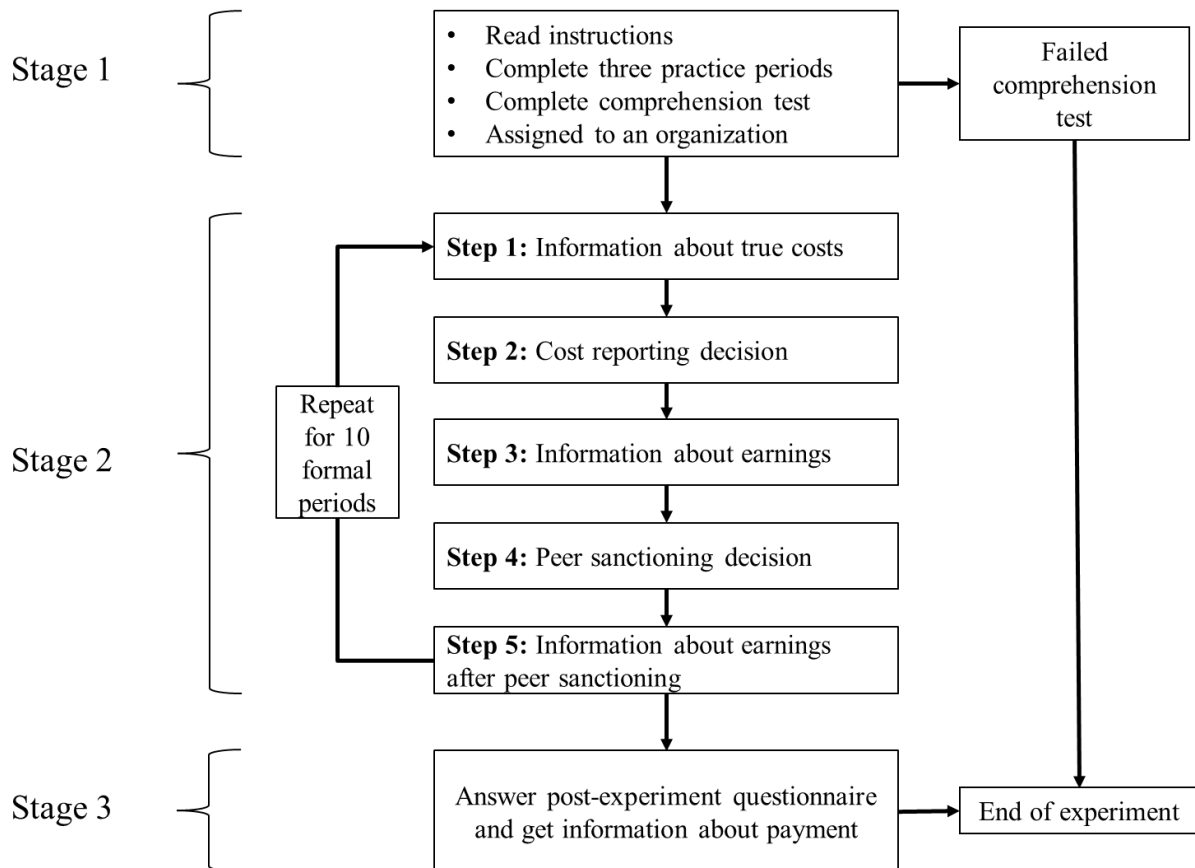 Stage 1
• Read instructions
• Complete three practice periods
• Complete comprehension test
• Assigned to an organization
Failed
comprehension
test
Stage 2
Step 1: Information about true costs
Step 2: Cost reporting decision
Repeat
for 10
formal
periods
Step 3: Information about earnings
Step 4: Peer sanctioning decision
Step 5: Information about earnings
after peer sanctioning
Stage 3
Answer post-experiment questionnaire
and get information about payment
End of experiment